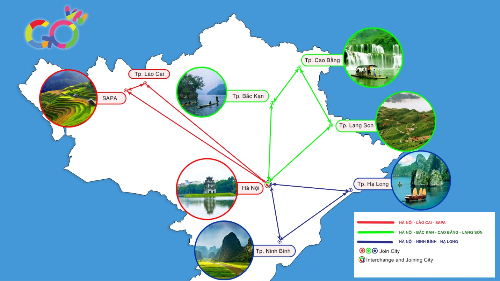 GO
Tp. Lào Cai
SAPA
Tp. Cao Bằng
Tp. Bắc Kạn
Tp. Lạng Sơn
Hà Nội
Tp. Hạ Long
Tp. Ninh Bình
HÀ NỘI - LÀO CAI - SAPA
HÀ NỘI - BẮC KẠN - CAO BẰNG - LẠNG SƠN
HÀ NỘI - NINH BÌNH - HẠ LONG
Join City
Interchange and Joining City